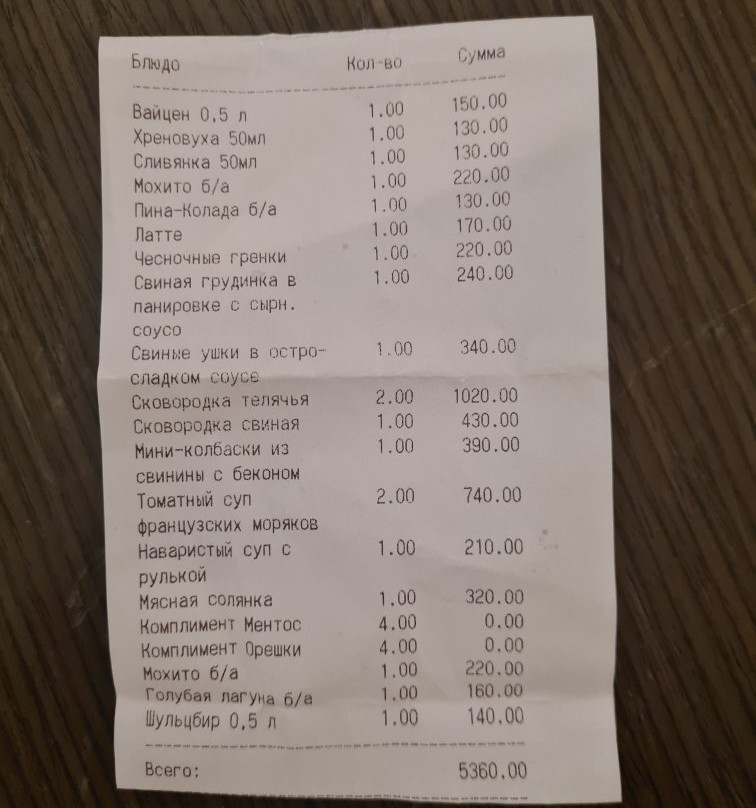 Блюдо Кол-во Сумма
Вайцен 0,5 л 1.00 150.00
Хреновуха 50мл 1.00 130.00
Сливянка 50мл 1.00 130.00
Мохито б/а 1.00 220.00
Пина-Колада б/а 1.00 130.00
Латте 1.00 170.00
Чесночные гренки 1.00 220.00
Свиная грудинка в 1.00 240.00
панировке с сырн.
соусо
Свиные ушки в остро- 1.00 340.00
сладком соусе
Сковородка телячья 2.00 1020.00
Сковородка свиная 1.00 430.00
Мини-колбаски из 1.00 390.00
свинины с беконом
Томатный суп 2.00 740.00
французских моряков
Наваристый суп с 1.00 210.00
рулькой
Мясная солянка 1.00 320.00
Комплимент Ментос 4.00 0.00
Комплимент Орешки 4.00 0.00
Мохито б/а 1.00 220.00
Голубая лагуна б/а 1.00 160.00
Шульцбир 0,5 л 1.00 140.00
Всего: 5360.00